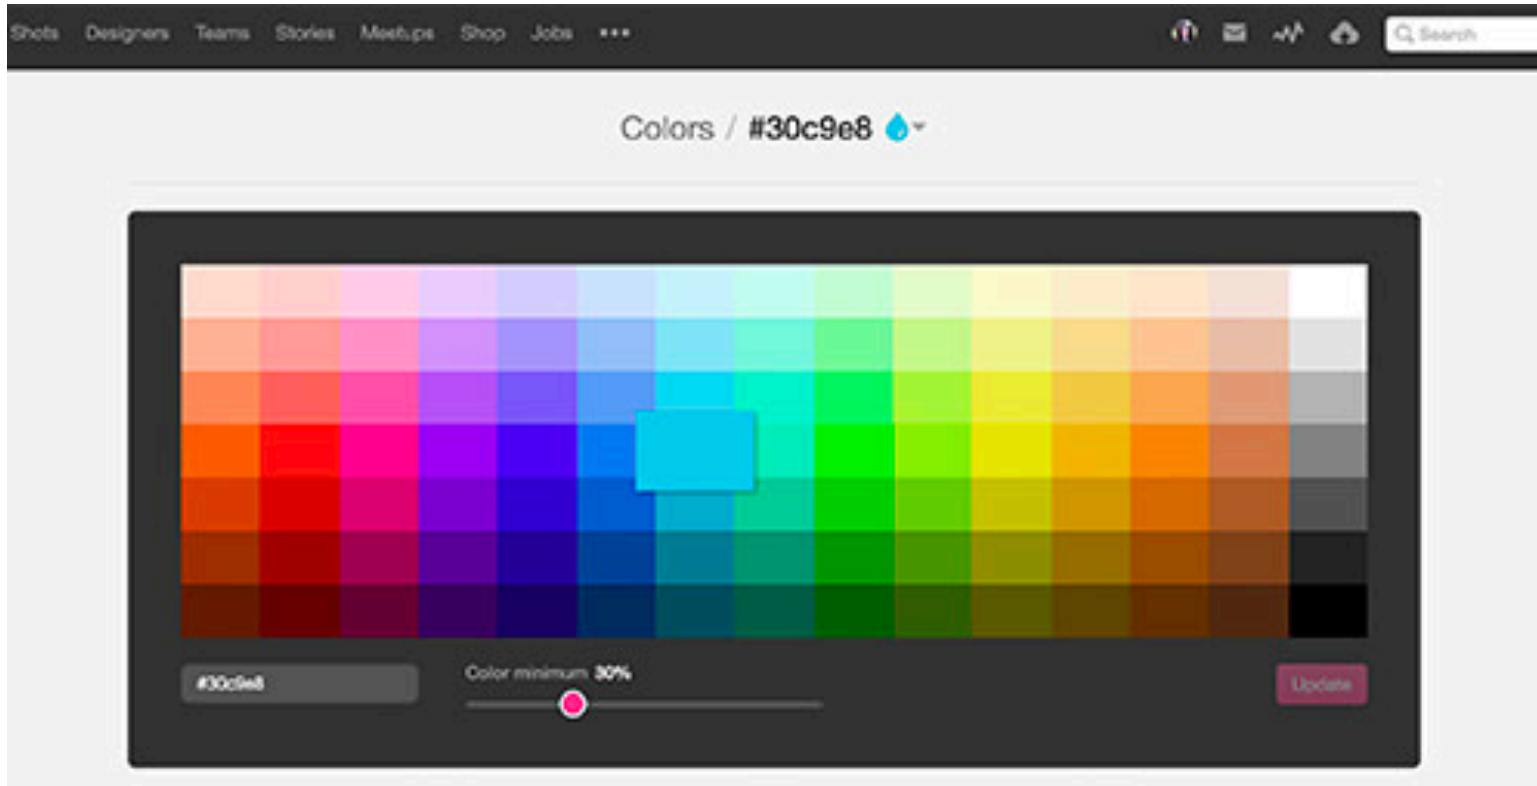 Shots Designers Teams Stories Meetups Shop Jobs ••• Search
Colors / #30c9e8
Color minimum 30%
#30c9e8
Update